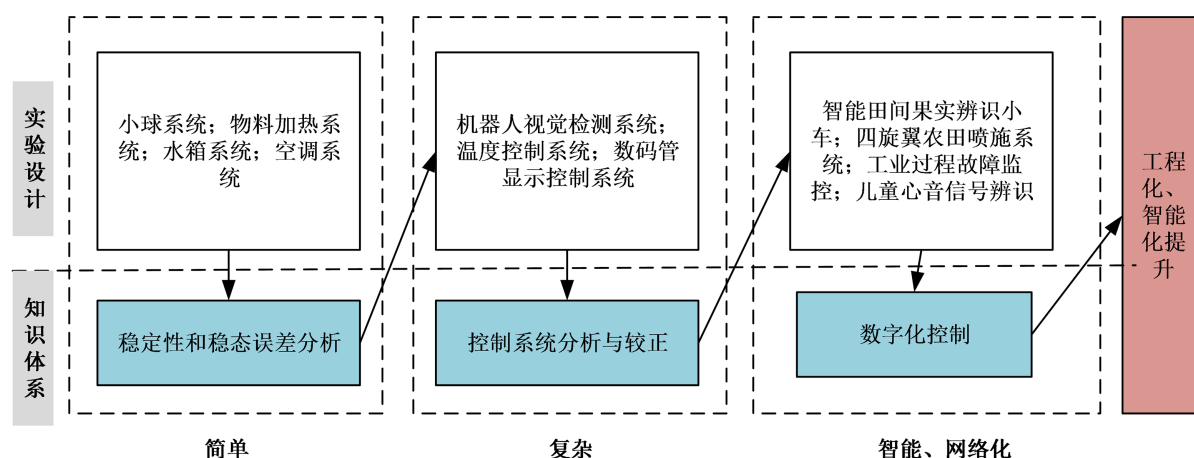 实验设计
小球系统；物料加热系
统；水箱系统；空调系
统
机器人视觉检测系统；
温度控制系统；数码管
显示控制系统
智能田间果实辨识小
车；四旋翼农田喷施系
统；工业过程故障监
控；儿童心音信号辨识
工程
化、
智能
化提
升
知识体系
稳定性和稳态误差分析
控制系统分析与较正
数字化控制
简单
复杂
智能、网络化